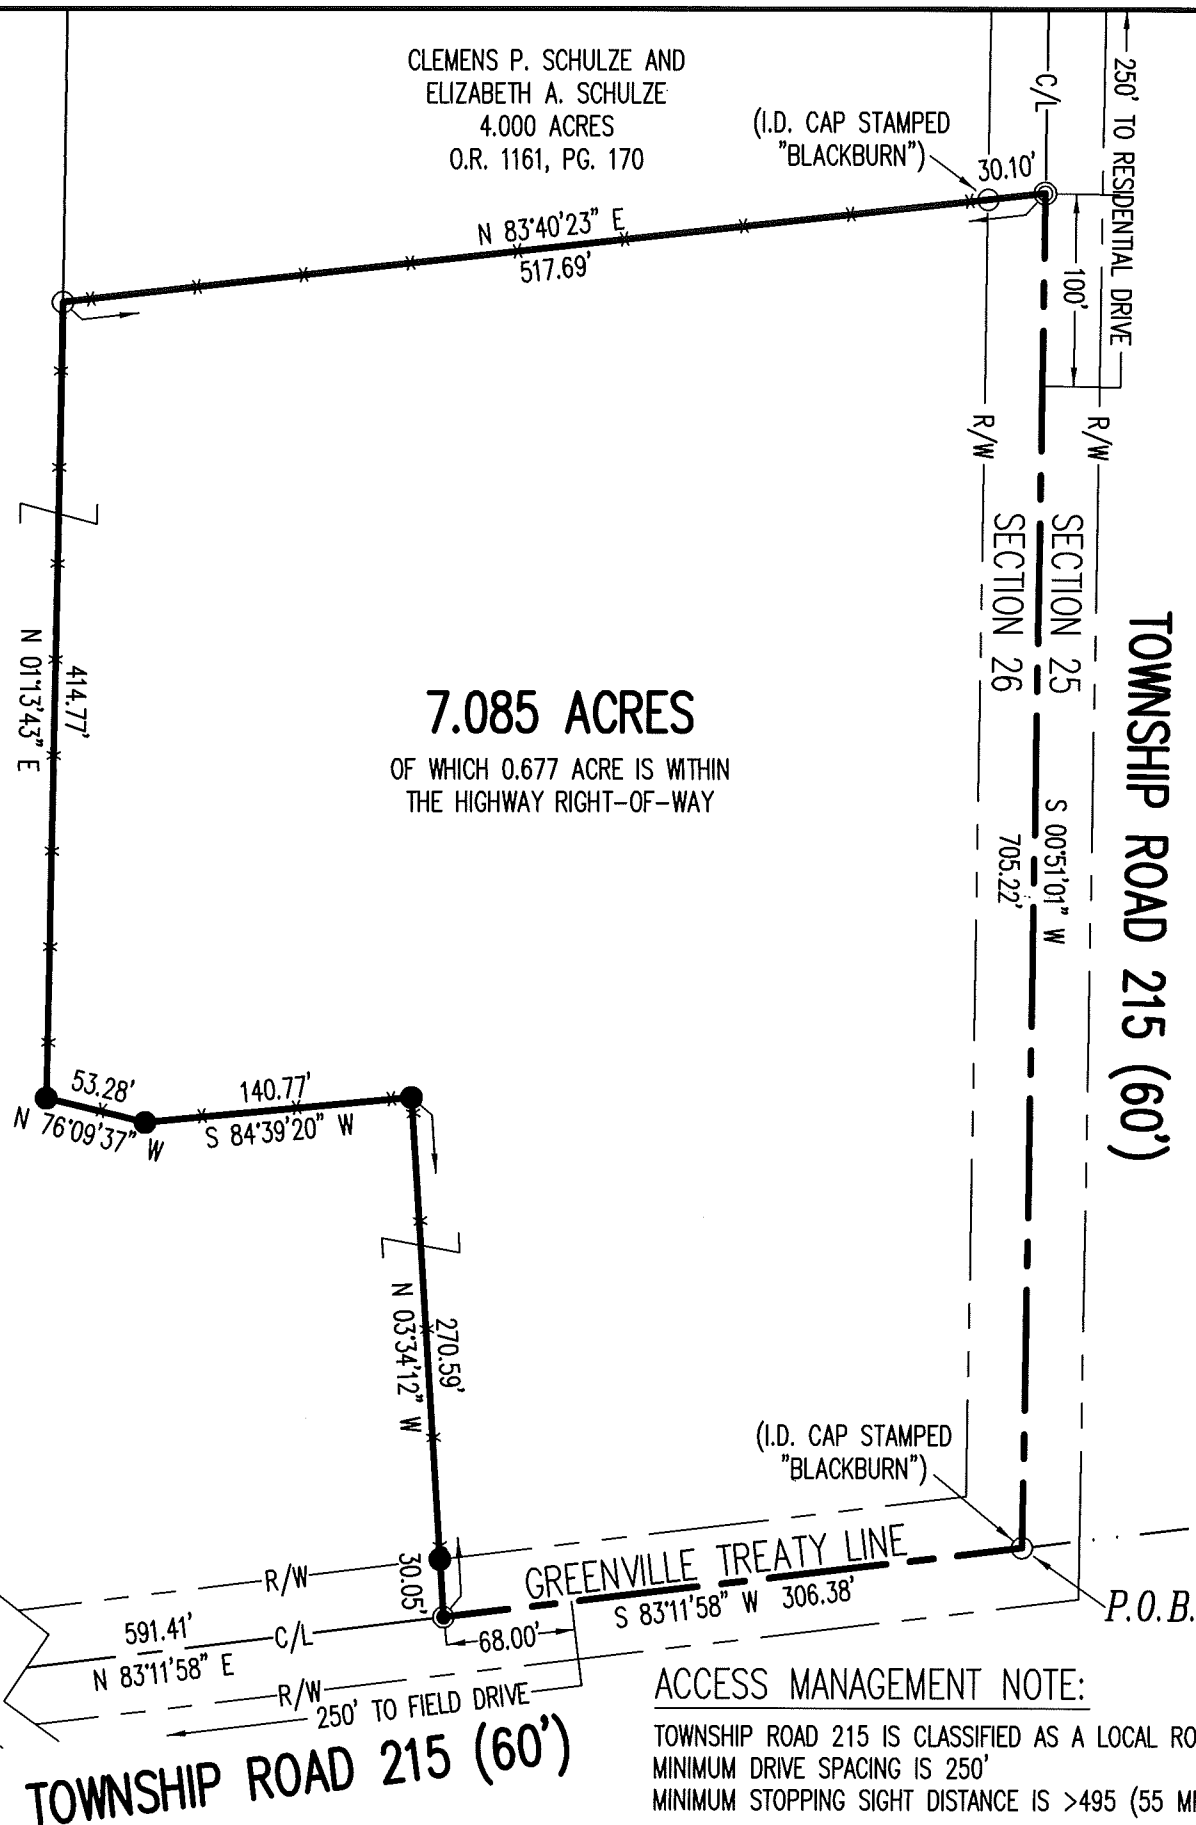 CLEMENS P. SCHULZE AND
ELIZABETH A. SCHULZE
4.000 ACRES
O.R. 1161, PG. 170
(I.D. CAP STAMPED
"BLACKBURN")
30.10'
C/L
250' TO RESIDENTIAL DRIVE
100'
N 83°40'23" E
517.69'
R/W
R/W
SECTION 25
SECTION 26
TOWNSHIP ROAD 215 (60')
414.77'
N 01°13'43" E
7.085 ACRES
OF WHICH 0.677 ACRE IS WITHIN
THE HIGHWAY RIGHT-OF-WAY
S 00°51'01" W
705.22'
53.28'
N 76°09'37" W
140.77'
S 84°39'20" W
270.59'
N 03°34'12" W
(I.D. CAP STAMPED
"BLACKBURN")
30.05'
GREENVILLE TREATY LINE
S 83°11'58" W 306.38'
P.O.B.
R/W
591.41'
C/L
N 83°11'58" E
68.00'
R/W
250' TO FIELD DRIVE
TOWNSHIP ROAD 215 (60')
ACCESS MANAGEMENT NOTE:
TOWNSHIP ROAD 215 IS CLASSIFIED AS A LOCAL RO
MINIMUM DRIVE SPACING IS 250'
MINIMUM STOPPING SIGHT DISTANCE IS >495 (55 M